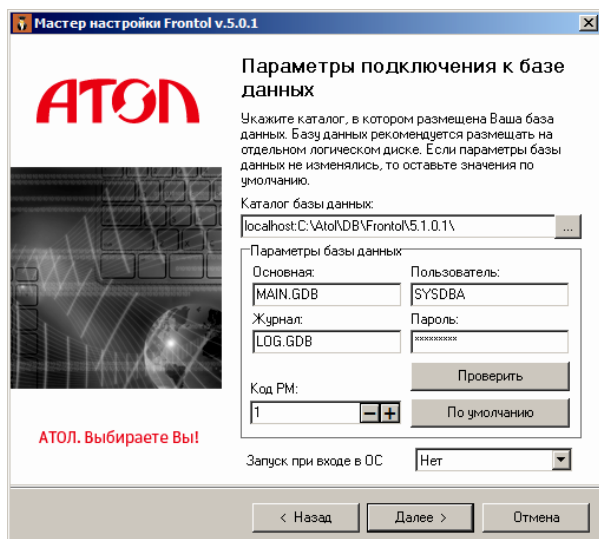 Мастер настройки Frontol v.5.0.1
АТОЛ
Параметры подключения к базе
данных
Укажите каталог, в котором размещена Ваша база
данных. Базу данных рекомендуется размещать на
отдельном логическом диске. Если параметры базы
данных не изменялись, то оставьте значения по
умолчанию.
Каталог базы данных:
localhost:C:\Atol\DB\Frontol\5.1.0.1\
...
Параметры базы данных
Основная:
Пользователь:
MAIN.GDB
SYSDBA
Журнал:
Пароль:
LOG.GDB
*********
Проверить
Код РМ:
1
По умолчанию
АТОЛ. Выбираете Вы!
Запуск при входе в ОС
Нет
< Назад
Далее >
Отмена